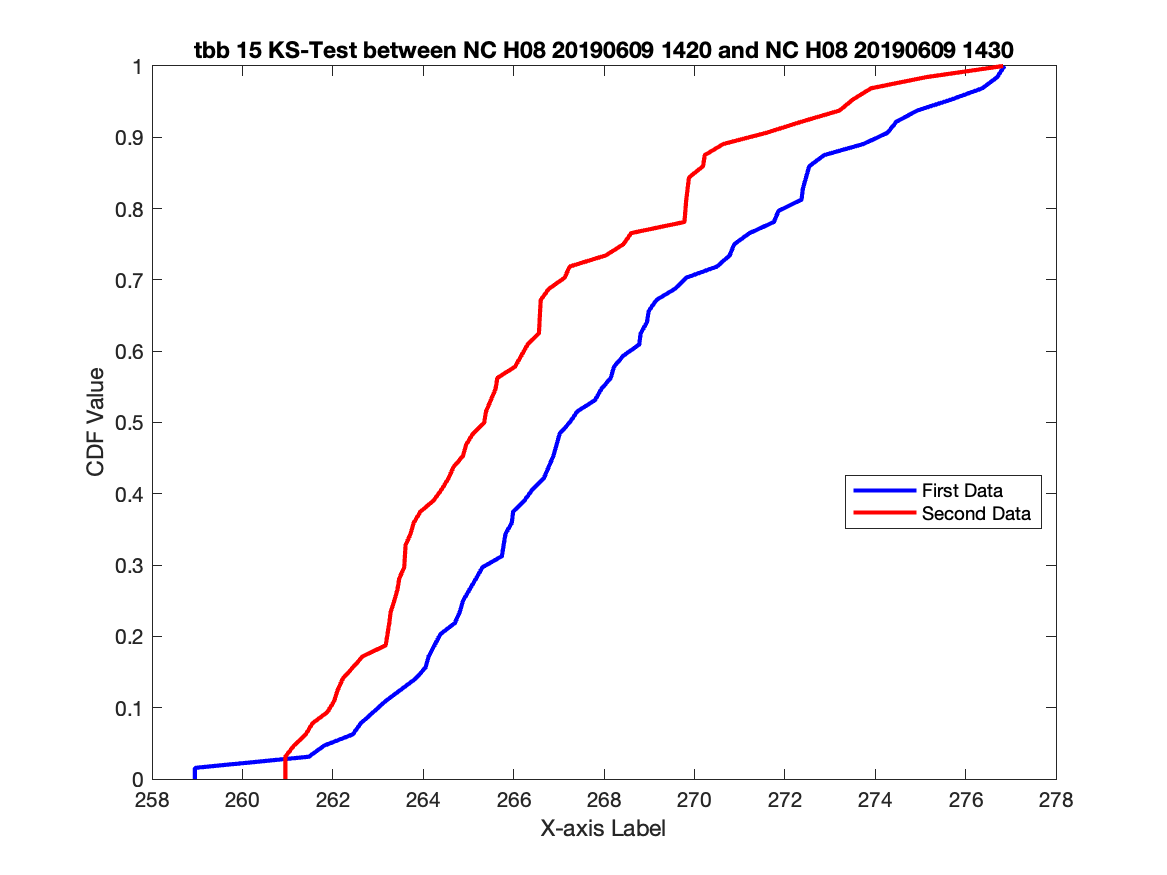 tbb 15 KS-Test between NC H08 20190609 1420 and NC H08 20190609 1430
1
0.9
0.8
0.7
0.6
0.5
0.4
0.3
0.2
0.1
0
CDF Value
First Data
Second Data
258 260 262 264 266 268 270 272 274 276 278
X-axis Label